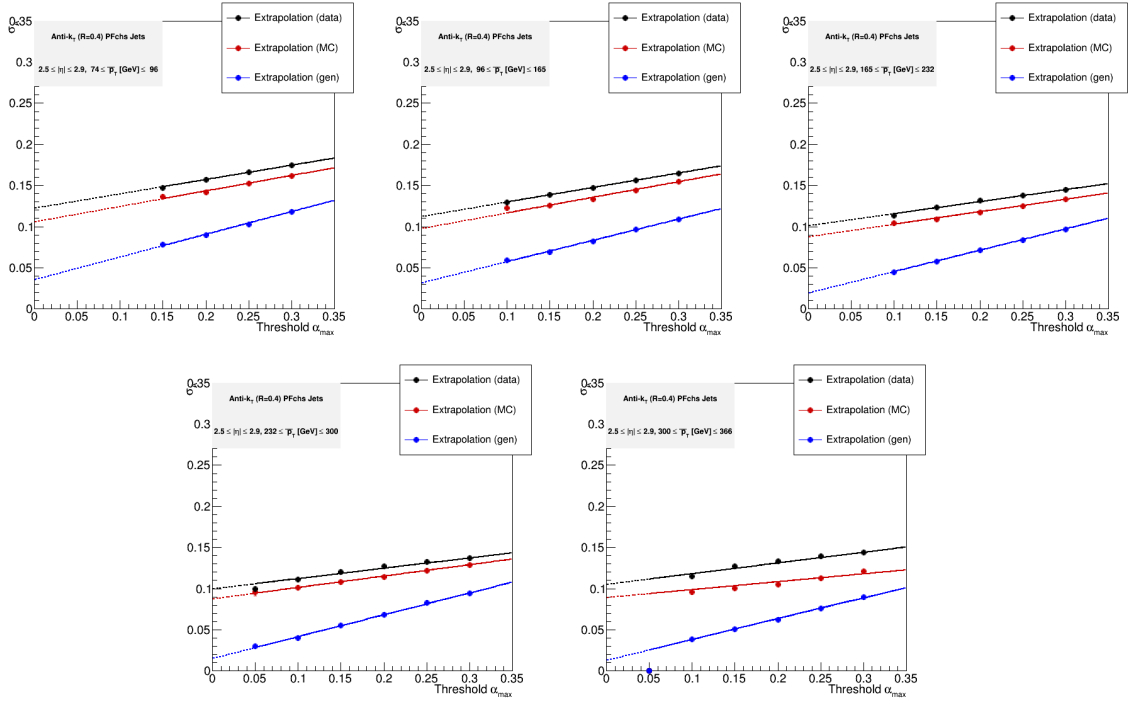 σA
0.35
Anti-kT (R=0.4) PFchs Jets
2.5 ≤ |η| ≤ 2.9, 74 ≤ p̅T [GeV] ≤ 96
Extrapolation (data)
Extrapolation (MC)
Extrapolation (gen)
0.3
0.25
0.2
0.15
0.1
0.05
0
0 0.05 0.1 0.15 0.2 0.25 0.3 0.35
Threshold αmax
σA
0.35
Anti-kT (R=0.4) PFchs Jets
2.5 ≤ |η| ≤ 2.9, 96 ≤ p̅T [GeV] ≤ 165
Extrapolation (data)
Extrapolation (MC)
Extrapolation (gen)
0.3
0.25
0.2
0.15
0.1
0.05
0
0 0.05 0.1 0.15 0.2 0.25 0.3 0.35
Threshold αmax
σA
0.35
Anti-kT (R=0.4) PFchs Jets
2.5 ≤ |η| ≤ 2.9, 165 ≤ p̅T [GeV] ≤ 232
Extrapolation (data)
Extrapolation (MC)
Extrapolation (gen)
0.3
0.25
0.2
0.15
0.1
0.05
0
0 0.05 0.1 0.15 0.2 0.25 0.3 0.35
Threshold αmax
σA
0.35
Anti-kT (R=0.4) PFchs Jets
2.5 ≤ |η| ≤ 2.9, 232 ≤ p̅T [GeV] ≤ 300
Extrapolation (data)
Extrapolation (MC)
Extrapolation (gen)
0.3
0.25
0.2
0.15
0.1
0.05
0
0 0.05 0.1 0.15 0.2 0.25 0.3 0.35
Threshold αmax
σA
0.35
Anti-kT (R=0.4) PFchs Jets
2.5 ≤ |η| ≤ 2.9, 300 ≤ p̅T [GeV] ≤ 366
Extrapolation (data)
Extrapolation (MC)
Extrapolation (gen)
0.3
0.25
0.2
0.15
0.1
0.05
0
0 0.05 0.1 0.15 0.2 0.25 0.3 0.35
Threshold αmax